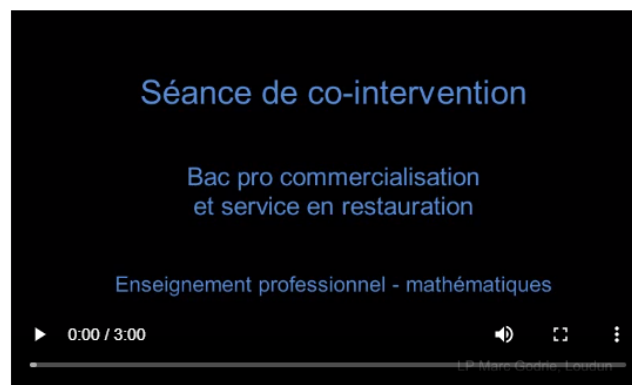 Séance de co-intervention
Bac pro commercialisation
et service en restauration
Enseignement professionnel - mathématiques
0:00 / 3:00
LP Marc Godrie, Loudun